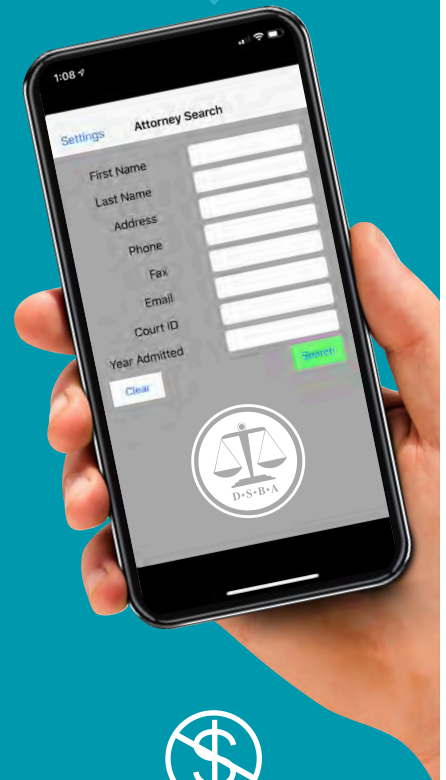 1:08
Settings
Attorney Search
First Name
Last Name
Address
Phone
Fax
Email
Court ID
Year Admitted
Search
Clear
D•S•B•A
$